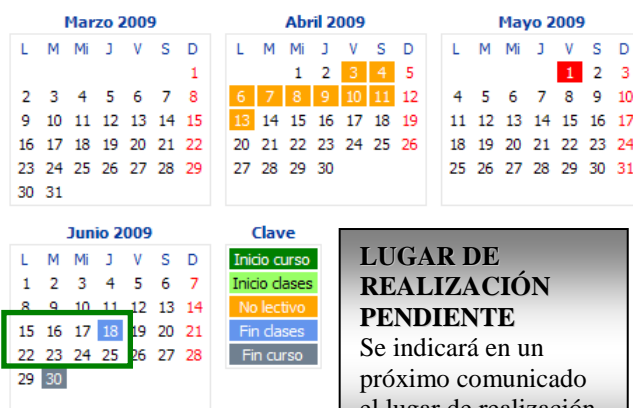 Marzo 2009
L M Mi J V S D
1
2 3 4 5 6 7 8
9 10 11 12 13 14 15
16 17 18 19 20 21 22
23 24 25 26 27 28 29
30 31
Abril 2009
L M Mi J V S D
1 2 3 4 5
6 7 8 9 10 11 12
13 14 15 16 17 18 19
20 21 22 23 24 25 26
27 28 29 30
Mayo 2009
L M Mi J V S D
1 2 3
4 5 6 7 8 9 10
11 12 13 14 15 16 17
18 19 20 21 22 23 24
25 26 27 28 29 30 31
Junio 2009
L M Mi J V S D
1 2 3 4 5 6 7
8 9 10 11 12 13 14
15 16 17 18 19 20 21
22 23 24 25 26 27 28
29 30
Clave
Inicio curso
Inicio clases
No lectivo
Fin clases
Fin curso
LUGAR DE
REALIZACIÓN
PENDIENTE
Se indicará en un
próximo comunicado
el lugar de realización